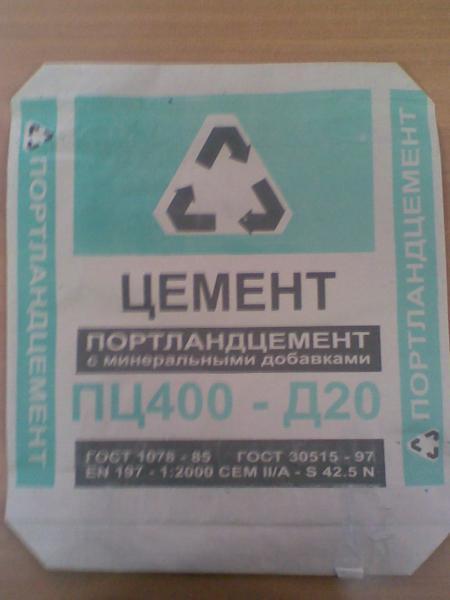 ЦЕМЕНТ
ПОРТЛАНДЦЕМЕНТ
с минеральными добавками
ПЦ400 - Д20
ГОСТ 1078 - 85 ГОСТ 30515 - 97
EN 197 - 1:2000 CEM II/A - S 42.5 N
ПОРТЛАНДЦЕМЕНТ
ПОРТЛАНДЦЕМЕНТ